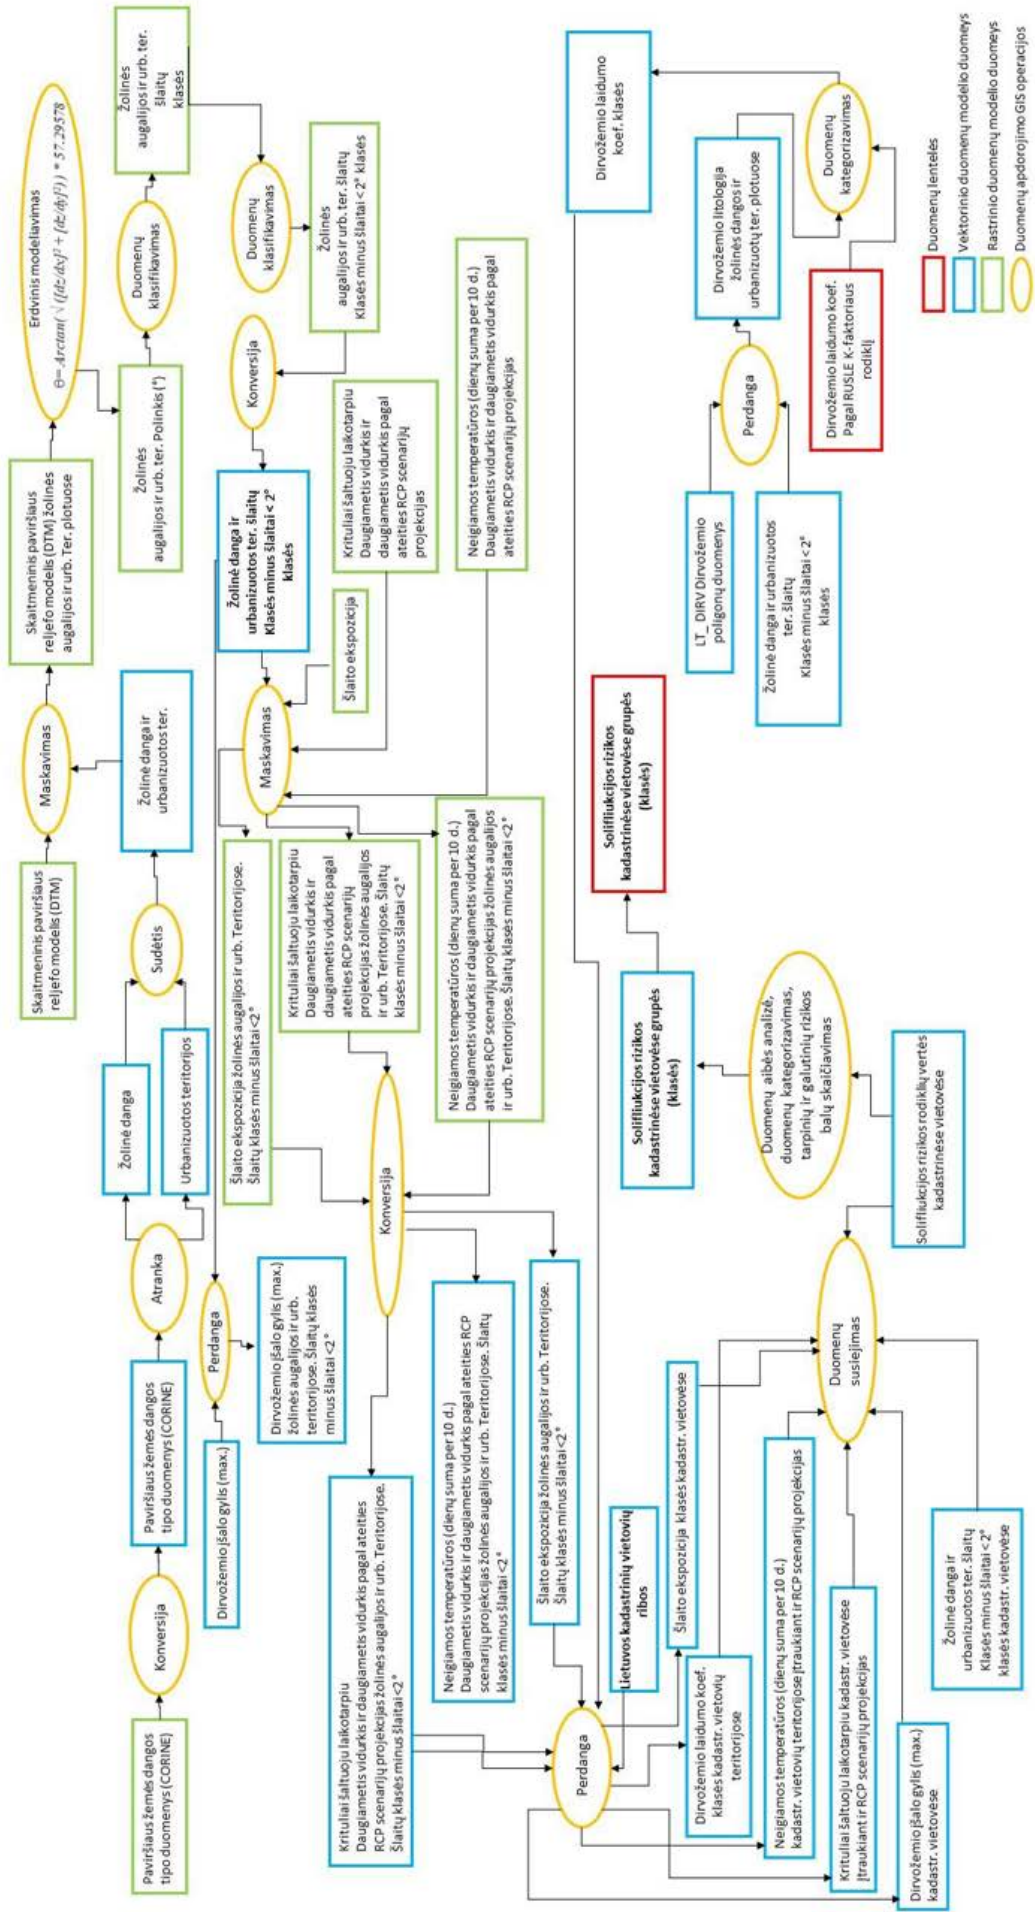 Paviršiaus žemės dangos
tipo duomenys (CORINE)
Konversija
Paviršiaus žemės dangos
tipo duomenys (CORINE)
Atranka
Žolinė danga
Urbanizuotos teritorijos
Sudėtis
Žolinė danga ir
urbanizuotos ter.
Skaitmeninis paviršiaus
reljefo modelis (DTM)
Maskavimas
Skaitmeninis paviršiaus
reljefo modelis (DTM) žolinės
augalijos ir urb. Ter. plotuose
Erdvinis modeliavimas
Θ= Arctan( √ ([dz/dx]² + [dz/dy]²)) * 57.29578
Žolinės
augalijos ir urb. ter. Polinkis (°)
Duomenų
klasifikavimas
Žolinės
augalijos ir urb. ter.
šlaitų
klasės
Duomenų
klasifikavimas
Žolinės
augalijos ir urb. ter. šlaitų
Klasės minus šlaitai < 2° klasės
Konversija
Žolinė danga ir
urbanizuotos ter. šlaitų
Klasės minus šlaitai < 2°
klasės
Dirvožemio įšalo gylis (max.)
Perdanga
Dirvožemio įšalo gylis (max.)
žolinės augalijos ir urb.
teritorijose. Šlaitų klasės
minus šlaitai <2°
Šlaito ekspozicija
Krituliai šaltuoju laikotarpiu
Daugiametis vidurkis ir
daugiametis vidurkis pagal
ateities RCP scenarijų
projekcijas
Neigiamos temperatūros (dienų suma per 10 d.)
Daugiametis vidurkis ir daugiametis vidurkis pagal
ateities RCP scenarijų projekcijas
Maskavimas
Šlaito ekspozicija žolinės augalijos ir urb. Teritorijose.
Šlaitų klasės minus šlaitai <2°
Krituliai šaltuoju laikotarpiu
Daugiametis vidurkis ir
daugiametis vidurkis pagal
ateities RCP scenarijų
projekcijas žolinės augalijos
ir urb. Teritorijose. Šlaitų
klasės minus šlaitai <2°
Neigiamos temperatūros (dienų suma per 10 d.)
Daugiametis vidurkis ir daugiametis vidurkis pagal
ateities RCP scenarijų projekcijas žolinės augalijos
ir urb. Teritorijose. Šlaitų klasės minus šlaitai <2°
Konversija
Krituliai šaltuoju laikotarpiu
Daugiametis vidurkis ir daugiametis vidurkis pagal ateities
RCP scenarijų projekcijas žolinės augalijos ir urb. Teritorijose.
Šlaitų klasės minus šlaitai <2°
Neigiamos temperatūros (dienų suma per 10 d.)
Daugiametis vidurkis ir daugiametis vidurkis pagal ateities RCP
scenarijų projekcijas žolinės augalijos ir urb. Teritorijose. Šlaitų
klasės minus šlaitai <2°
Šlaito ekspozicija žolinės augalijos ir urb. Teritorijose.
Šlaitų klasės minus šlaitai <2°
Lietuvos kadastrinių vietovių
ribos
Perdanga
Šlaito ekspozicija klasės kadastr. vietovėse
Dirvožemio laidumo koef.
klasės kadastr. vietovių
teritorijose
Neigiamos temperatūros (dienų suma per 10 d.)
kadastr. vietovių teritorijose įtraukiant ir RCP scenarijų projekcijas
Krituliai šaltuoju laikotarpiu kadastr. vietovėse
įtraukiant ir RCP scenarijų projekcijas
Dirvožemio įšalo gylis (max.)
kadastr. vietovėse
Žolinė danga ir
urbanizuotos ter. šlaitų
Klasės minus šlaitai < 2°
klasės kadastr. vietovėse
Duomenų
susiejimas
Solifliukcijos rizikos rodiklių vertės
kadastrinėse vietovėse
Duomenų aibės analizė,
duomenų kategorizavimas,
tarpinių ir galutinių rizikos
balų skaičiavimas
Solifliukcijos rizikos
kadastrinėse vietovėse grupės
(klasės)
Solifliukcijos rizikos
kadastrinėse vietovėse grupės
(klasės)
LT_DIRV Dirvožemio
poligonų duomenys
Žolinė danga ir urbanizuotos
ter. šlaitų
Klasės minus šlaitai < 2°
klasės
Perdanga
Dirvožemio litologija
žolinės dangos ir
urbanizuotų ter. plotuose
Dirvožemio laidumo koef.
Pagal RUSLE K-faktoriaus
rodiklį
Duomenų
kategorizavimas
Dirvožemio laidumo
koef. klasės
Duomenų lentelės
Vektorinio duomenų modelio duomenys
Rastrinio duomenų modelio duomeys
Duomenų apdorojimo GIS operacijos